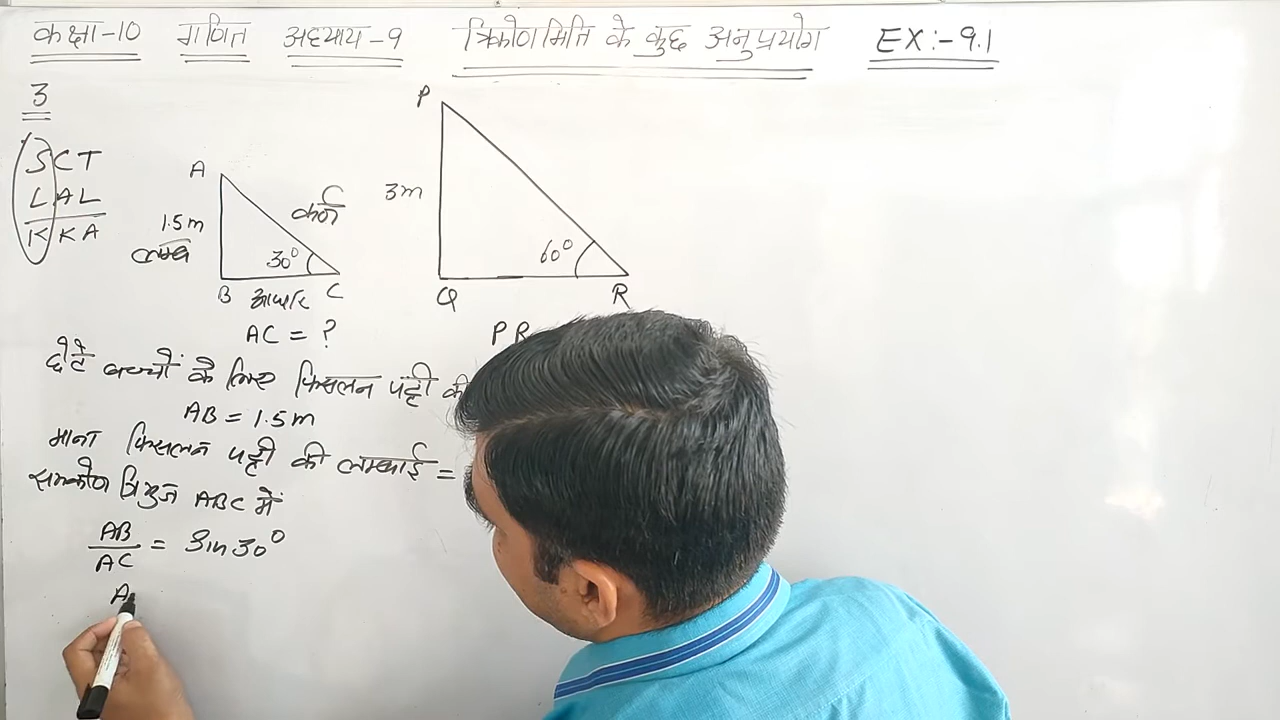 कक्षा-10 गणित अध्याय-9 त्रिकोणमिति के कुछ अनुप्रयोग EX:-9.1
3
SCT
LAL
KKA
A
1.5m
लम्ब
कर्ण
30°
B आधार C
AC = ?
P
3m
60°
Q R
PR
छोटे बच्चों के लिए फिसलन पट्टी की
AB = 1.5m
माना फिसलन पट्टी की लम्बाई =
समकोण त्रिभुज ABC में
AB
AC = Sin 30°
A